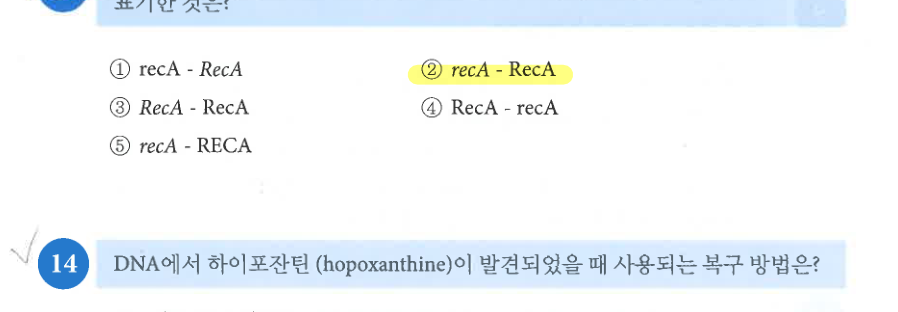 표기한 것은?
① recA - RecA
② recA - RecA
③ RecA - RecA
④ RecA - recA
⑤ recA - RECA
14 DNA에서 하이포잔틴 (hopoxanthine)이 발견되었을 때 사용되는 복구 방법은?